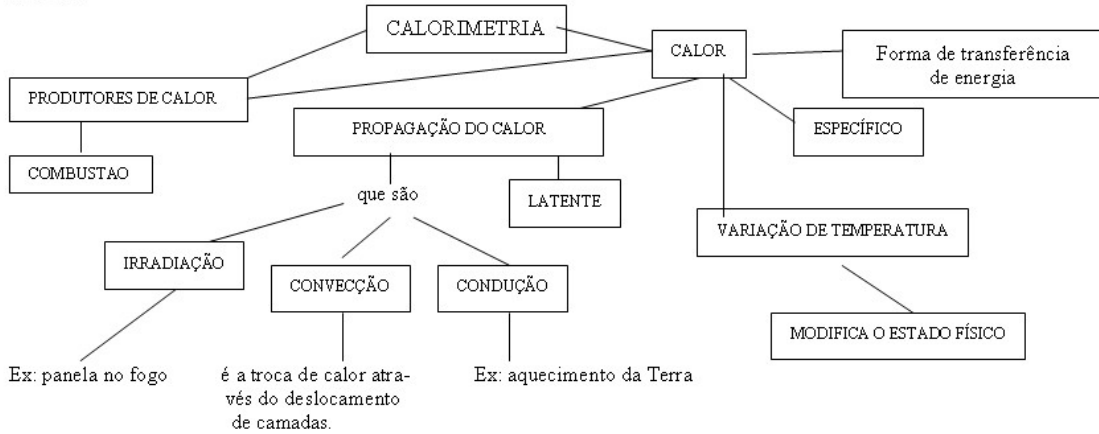 CALORIMETRIA
CALOR
Forma de transferência
de energia
PRODUTORES DE CALOR
PROPAGAÇÃO DO CALOR
ESPECÍFICO
COMBUSTAO
que são
LATENTE
VARIAÇÃO DE TEMPERATURA
IRRADIAÇÃO
CONVECÇÃO
CONDUÇÃO
MODIFICA O ESTADO FÍSICO
Ex: panela no fogo
é a troca de calor atra-
vés do deslocamento
de camadas.
Ex: aquecimento da Terra